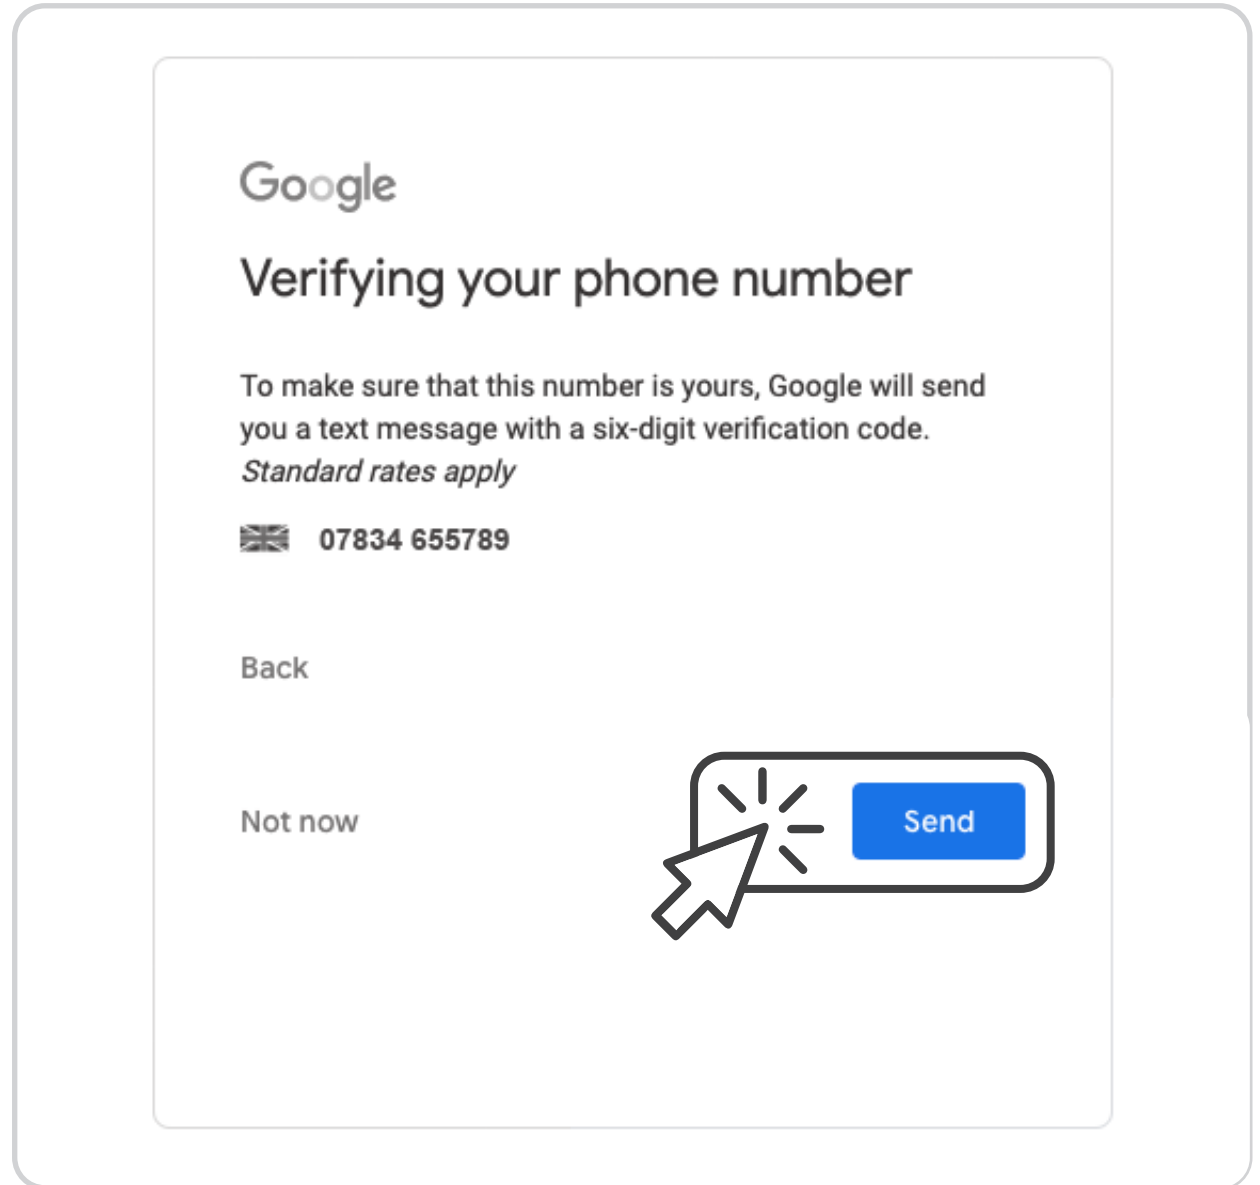 Google
Verifying your phone number
To make sure that this number is yours, Google will send
you a text message with a six-digit verification code.
Standard rates apply
07834 655789
Back
Not now
Send